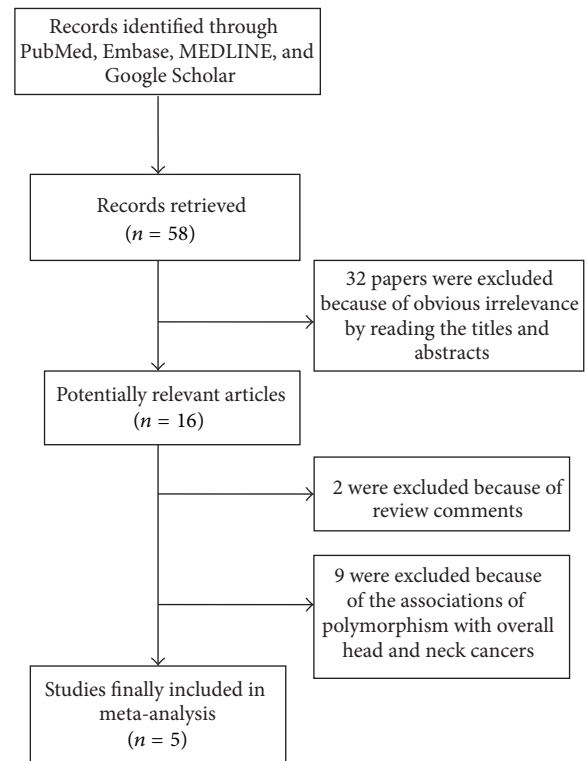 Records identified through
PubMed, Embase, MEDLINE, and
Google Scholar
Records retrieved
(n = 58)
32 papers were excluded
because of obvious irrelevance
by reading the titles and
abstracts
Potentially relevant articles
(n = 16)
2 were excluded because of
review comments
9 were excluded because
of the associations of
polymorphism with overall
head and neck cancers
Studies finally included in
meta-analysis
(n = 5)